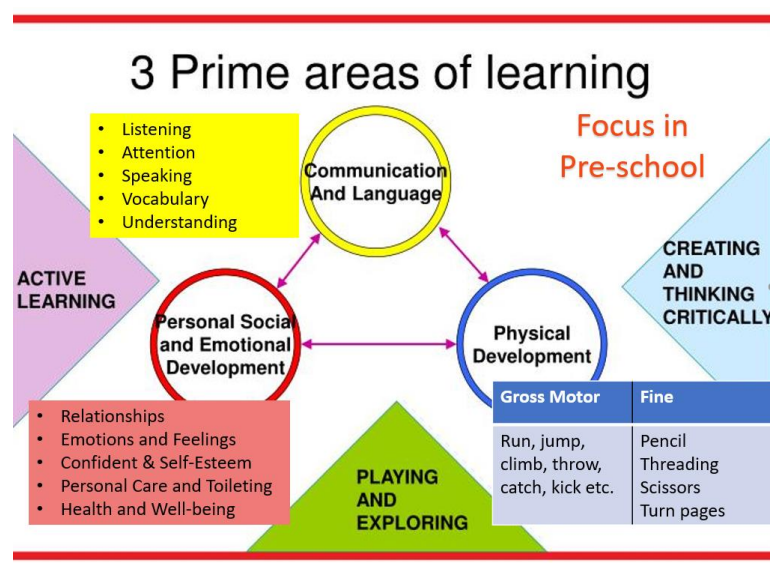 3 Prime areas of learning
Focus in
Pre-school
• Listening
• Attention
• Speaking
• Vocabulary
• Understanding
Communication
And Language
ACTIVE
LEARNING
CREATING
AND
THINKING
CRITICALLY
Personal Social
and Emotional
Development
Physical
Development
• Relationships
• Emotions and Feelings
• Confident & Self-Esteem
• Personal Care and Toileting
• Health and Well-being
PLAYING
AND
EXPLORING
Gross Motor
Run, jump,
climb, throw,
catch, kick etc.
Fine
Pencil
Threading
Scissors
Turn pages